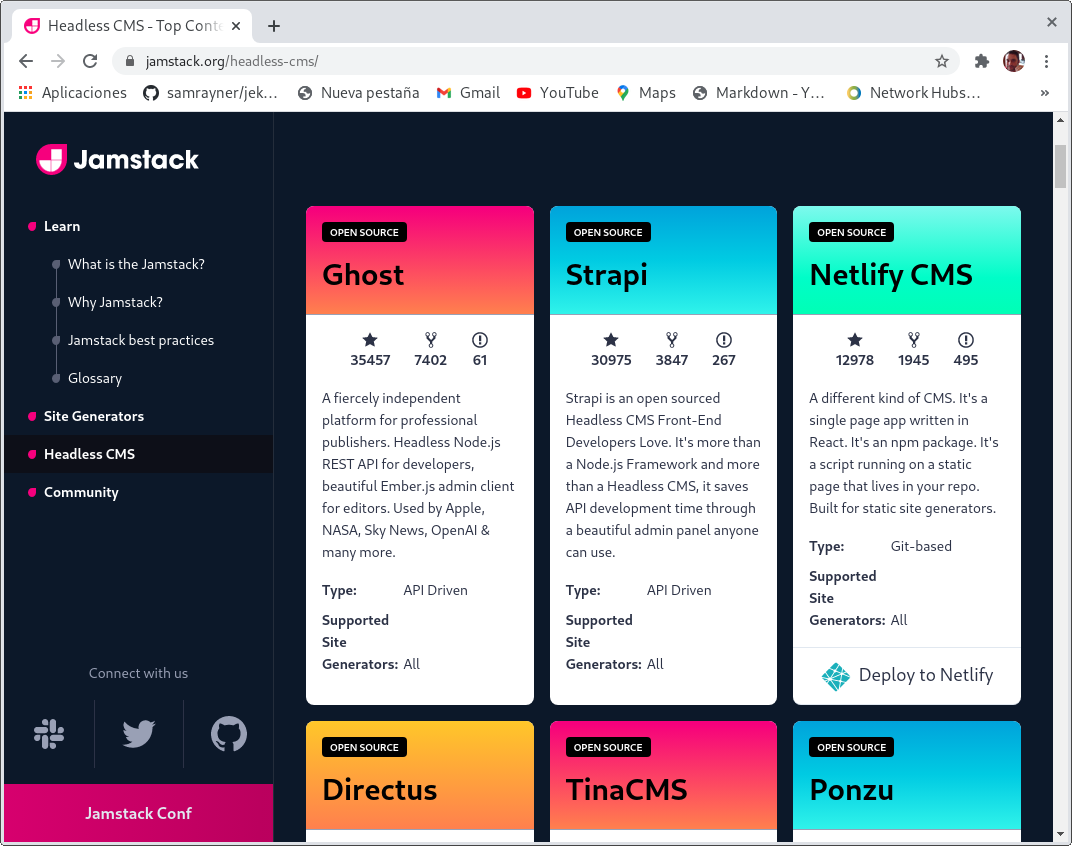 Headless CMS - Top Conte
jamstack.org/headless-cms/
Aplicaciones
samrayner/jek…
Nueva pestaña
Gmail
YouTube
Maps
Markdown - Y…
Network Hubs…
»
Jamstack
Learn
What is the Jamstack?
Why Jamstack?
Jamstack best practices
Glossary
Site Generators
Headless CMS
Community
Connect with us
Jamstack Conf
OPEN SOURCE
Ghost
35457 7402 61
A fiercely independent
platform for professional
publishers. Headless Node.js
REST API for developers,
beautiful Ember.js admin client
for editors. Used by Apple,
NASA, Sky News, OpenAI &
many more.
Type: API Driven
Supported
Site
Generators: All
OPEN SOURCE
Strapi
30975 3847 267
Strapi is an open sourced
Headless CMS Front-End
Developers Love. It's more than
a Node.js Framework and more
than a Headless CMS, it saves
API development time through
a beautiful admin panel anyone
can use.
Type: API Driven
Supported
Site
Generators: All
OPEN SOURCE
Netlify CMS
12978 1945 495
A different kind of CMS. It's a
single page app written in
React. It's an npm package. It's
a script running on a static
page that lives in your repo.
Built for static site generators.
Type: Git-based
Supported
Site
Generators: All
Deploy to Netlify
OPEN SOURCE
Directus
OPEN SOURCE
TinaCMS
OPEN SOURCE
Ponzu